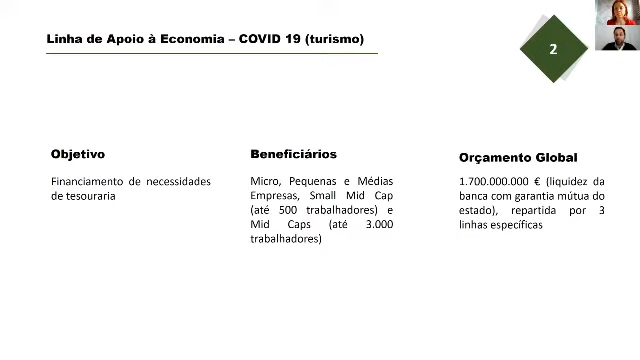 Linha de Apoio à Economia – COVID 19 (turismo)
2
Objetivo
Financiamento de necessidades
de tesouraria
Beneficiários
Micro, Pequenas e Médias
Empresas, Small Mid Cap
(até 500 trabalhadores) e
Mid Caps (até 3.000
trabalhadores)
Orçamento Global
1.700.000.000 € (liquidez da
banca com garantia mútua do
estado), repartida por 3
linhas específicas